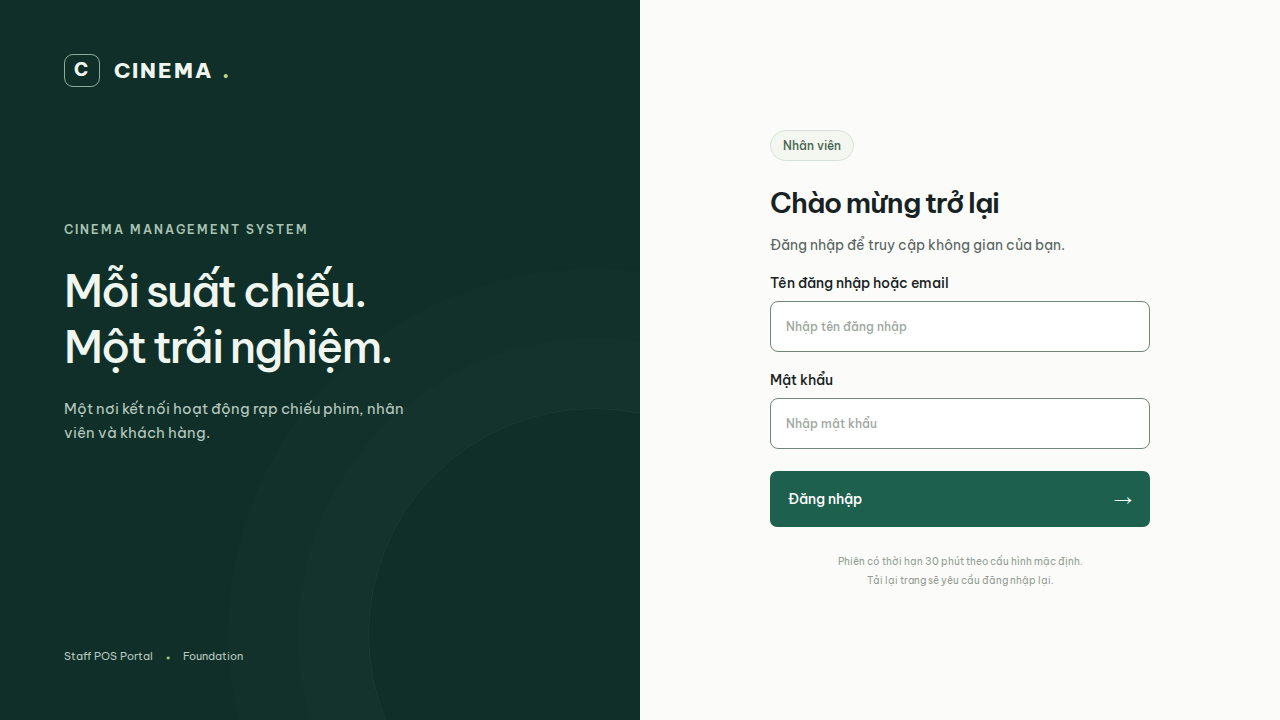 C CINEMA .
CINEMA MANAGEMENT SYSTEM
Mỗi suất chiếu.
Một trải nghiệm.
Một nơi kết nối hoạt động rạp chiếu phim, nhân
viên và khách hàng.
Staff POS Portal • Foundation
Nhân viên
Chào mừng trở lại
Đăng nhập để truy cập không gian của bạn.
Tên đăng nhập hoặc email
Nhập tên đăng nhập
Mật khẩu
Nhập mật khẩu
Đăng nhập →
Phiên có thời hạn 30 phút theo cấu hình mặc định.
Tải lại trang sẽ yêu cầu đăng nhập lại.